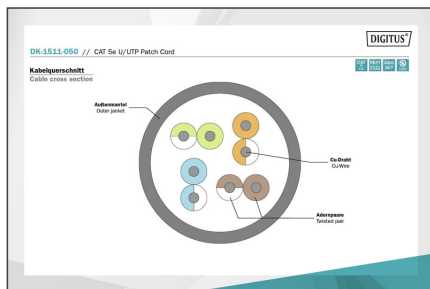 DIGITUS®
DK-1511-050 // CAT 5e U/UTP Patch Cord
Kabelquerschnitt
Cable cross section
Außenmantel
Outer jacket
Cu-Draht
Cu-Wire
Adernpaare
Twisted pair